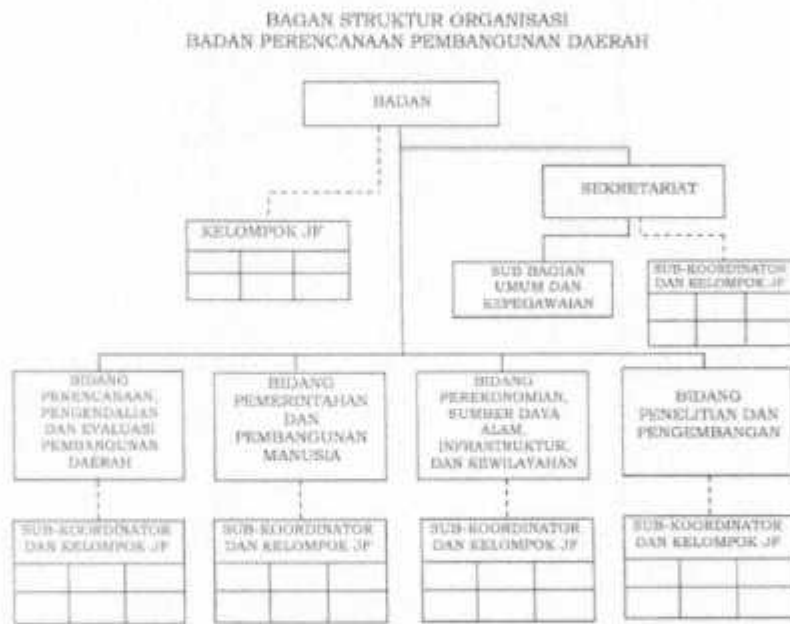 BAGAN STRUKTUR ORGANISASI
BADAN PERENCANAAN PEMBANGUNAN DAERAH
BADAN
SEKRETARIAT
KELOMPOK JF
SUB BAGIAN
UMUM DAN
KEPEGAWAIAN
SUB-KOORDINATOR
DAN KELOMPOK JF
BIDANG
PERENCANAAN,
PENGENDALIAN
DAN EVALUASI
PEMBANGUNAN
DAERAH
BIDANG
PEMERINTAHAN
DAN
PEMBANGUNAN
MANUSIA
BIDANG
PEREKONOMIAN,
SUMBER DAYA
ALAM,
INFRASTRUKTUR,
DAN KEWILAYAHAN
BIDANG
PENELITIAN DAN
PENGEMBANGAN
SUB-KOORDINATOR
DAN KELOMPOK JF
SUB-KOORDINATOR
DAN KELOMPOK JF
SUB-KOORDINATOR
DAN KELOMPOK JF
SUB-KOORDINATOR
DAN KELOMPOK JF